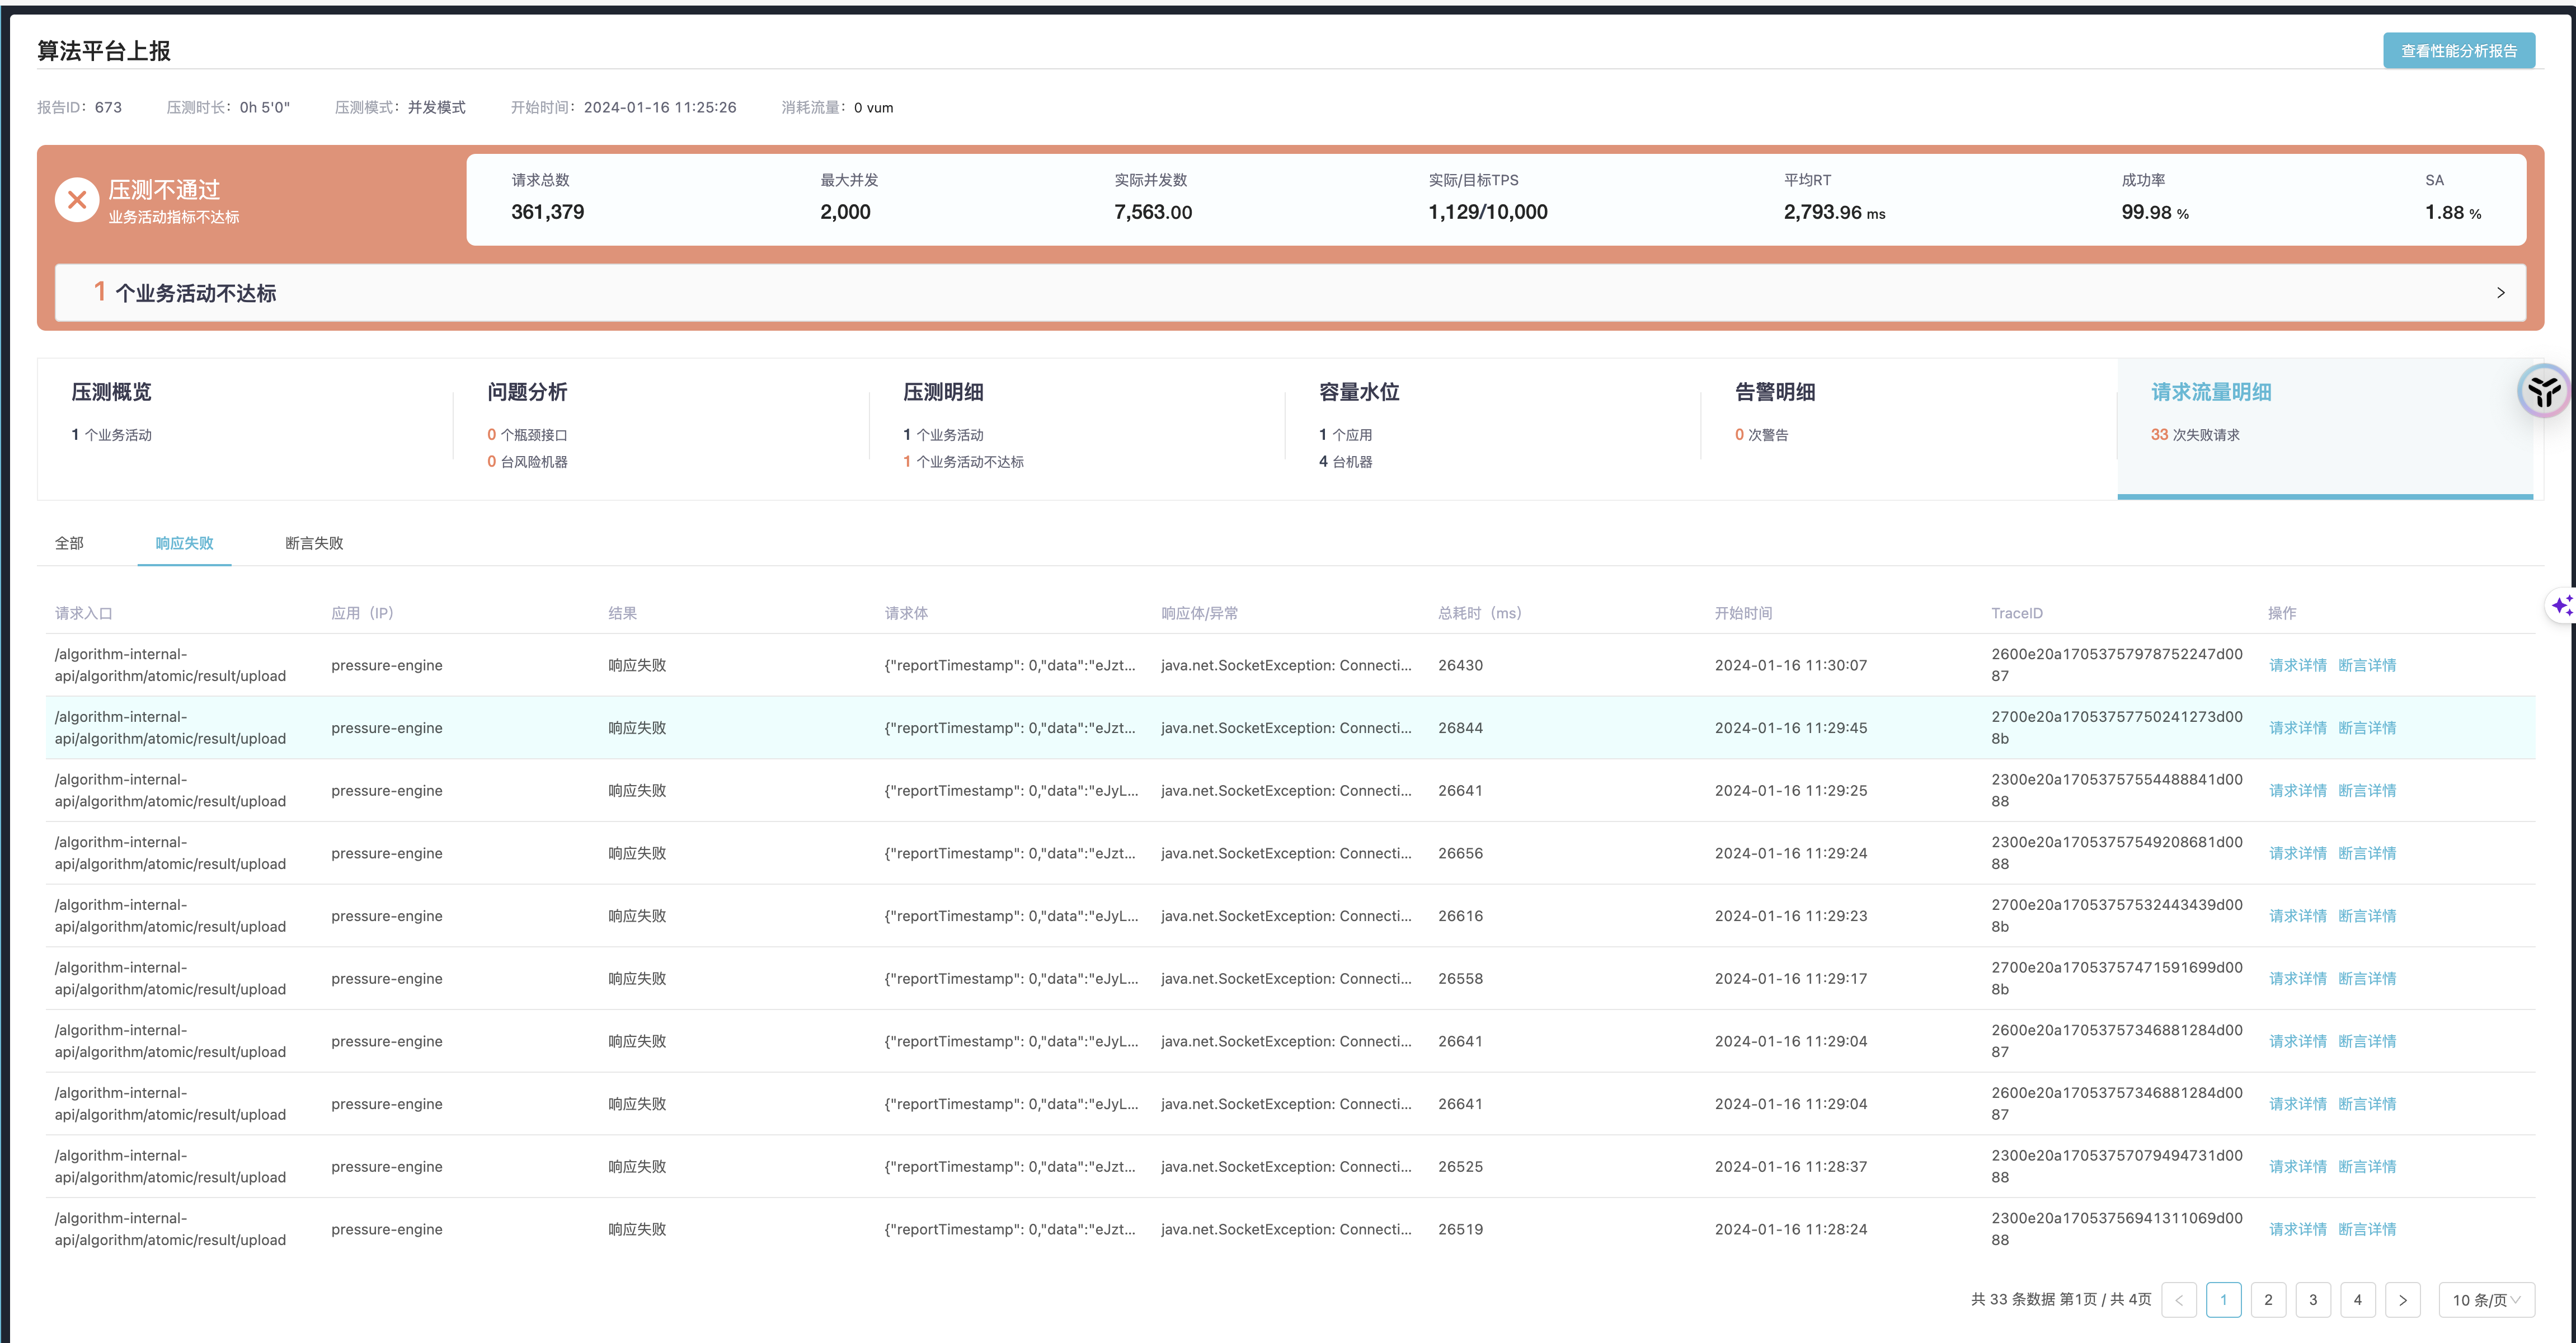 算法平台上报
查看性能分析报告
报告ID：673 压测时长：0h 5'0" 压测模式：并发模式 开始时间：2024-01-16 11:25:26 消耗流量：0 vum
压测不通过
业务活动指标不达标
请求总数 最大并发 实际并发数 实际/目标TPS 平均RT 成功率 SA
361,379 2,000 7,563.00 1,129/10,000 2,793.96 ms 99.98 % 1.88 %
1 个业务活动不达标
压测概览 问题分析 压测明细 容量水位 告警明细 请求流量明细
1 个业务活动 0 个瓶颈接口 1 个业务活动 1 个应用 0 次警告 33 次失败请求
0 台风险机器 1 个业务活动不达标 4 台机器
全部 响应失败 断言失败
请求入口 应用（IP） 结果 请求体 响应体/异常 总耗时（ms） 开始时间 TraceID 操作
/algorithm-internal-
api/algorithm/atomic/result/upload pressure-engine 响应失败 {"reportTimestamp": 0,"data":"eJzt... java.net.SocketException: Connecti... 26430 2024-01-16 11:30:07 2600e20a17053757978752247d00
87 请求详情 断言详情
/algorithm-internal-
api/algorithm/atomic/result/upload pressure-engine 响应失败 {"reportTimestamp": 0,"data":"eJzt... java.net.SocketException: Connecti... 26844 2024-01-16 11:29:45 2700e20a17053757750241273d00
8b 请求详情 断言详情
/algorithm-internal-
api/algorithm/atomic/result/upload pressure-engine 响应失败 {"reportTimestamp": 0,"data":"eJyL... java.net.SocketException: Connecti... 26641 2024-01-16 11:29:25 2300e20a17053757554488841d00
88 请求详情 断言详情
/algorithm-internal-
api/algorithm/atomic/result/upload pressure-engine 响应失败 {"reportTimestamp": 0,"data":"eJzt... java.net.SocketException: Connecti... 26656 2024-01-16 11:29:24 2300e20a17053757549208681d00
88 请求详情 断言详情
/algorithm-internal-
api/algorithm/atomic/result/upload pressure-engine 响应失败 {"reportTimestamp": 0,"data":"eJyL... java.net.SocketException: Connecti... 26616 2024-01-16 11:29:23 2700e20a17053757532443439d00
8b 请求详情 断言详情
/algorithm-internal-
api/algorithm/atomic/result/upload pressure-engine 响应失败 {"reportTimestamp": 0,"data":"eJyL... java.net.SocketException: Connecti... 26558 2024-01-16 11:29:17 2700e20a17053757471591699d00
8b 请求详情 断言详情
/algorithm-internal-
api/algorithm/atomic/result/upload pressure-engine 响应失败 {"reportTimestamp": 0,"data":"eJyL... java.net.SocketException: Connecti... 26641 2024-01-16 11:29:04 2600e20a17053757346881284d00
87 请求详情 断言详情
/algorithm-internal-
api/algorithm/atomic/result/upload pressure-engine 响应失败 {"reportTimestamp": 0,"data":"eJyL... java.net.SocketException: Connecti... 26641 2024-01-16 11:29:04 2600e20a17053757346881284d00
87 请求详情 断言详情
/algorithm-internal-
api/algorithm/atomic/result/upload pressure-engine 响应失败 {"reportTimestamp": 0,"data":"eJzt... java.net.SocketException: Connecti... 26525 2024-01-16 11:28:37 2300e20a17053757079494731d00
88 请求详情 断言详情
/algorithm-internal-
api/algorithm/atomic/result/upload pressure-engine 响应失败 {"reportTimestamp": 0,"data":"eJzt... java.net.SocketException: Connecti... 26519 2024-01-16 11:28:24 2300e20a17053756941311069d00
88 请求详情 断言详情
共 33 条数据 第1页 / 共 4页 < 1 2 3 4 > 10 条/页